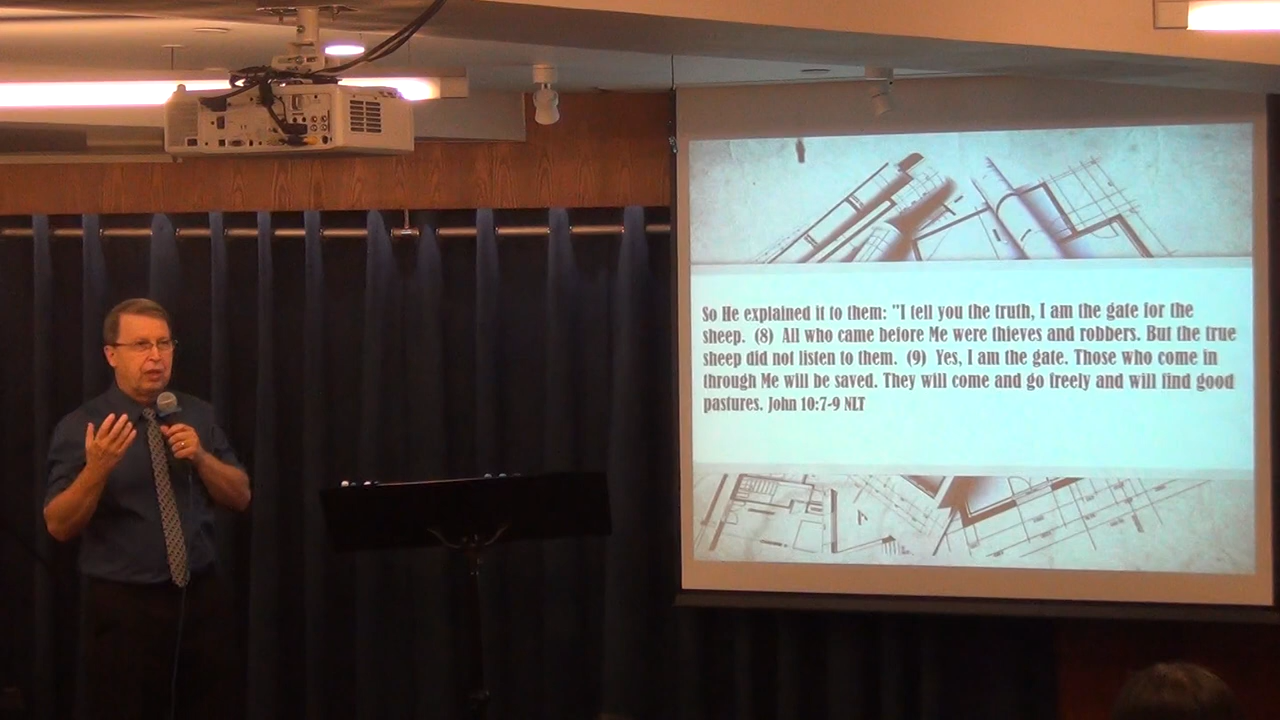 So He explained it to them: "I tell you the truth, I am the gate for the
sheep. (8) All who came before Me were thieves and robbers. But the true
sheep did not listen to them. (9) Yes, I am the gate. Those who come in
through Me will be saved. They will come and go freely and will find good
pastures. John 10:7-9 NLT